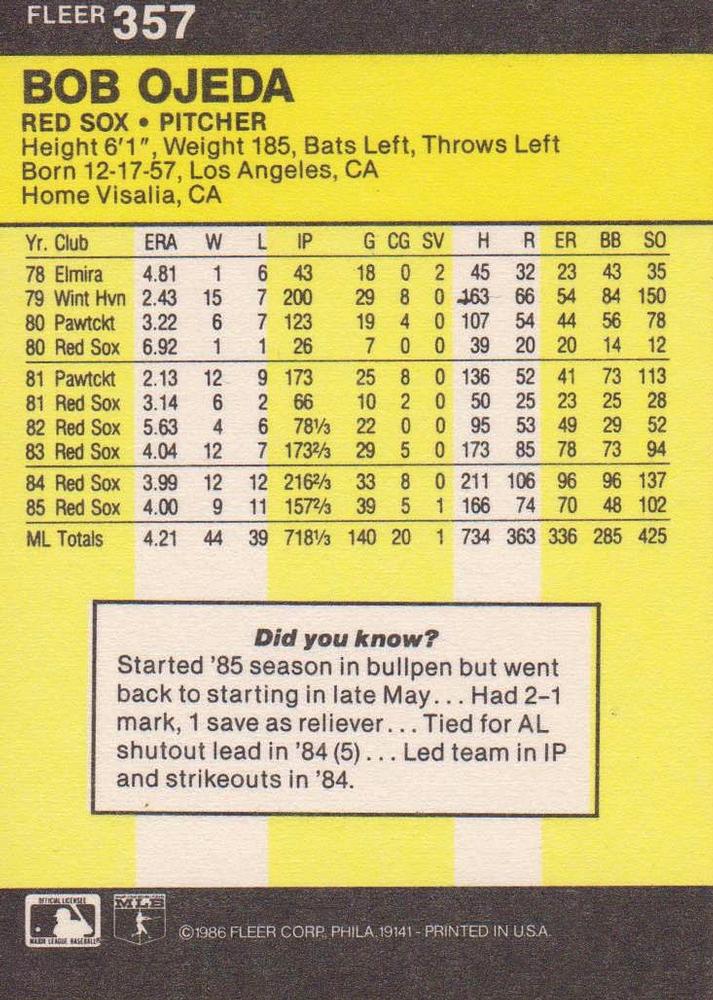 FLEER 357
BOB OJEDA
RED SOX • PITCHER
Height 6'1", Weight 185, Bats Left, Throws Left
Born 12-17-57, Los Angeles, CA
Home Visalia, CA
Yr. Club ERA W L IP G CG SV H R ER BB SO
78 Elmira 4.81 1 6 43 18 0 2 45 32 23 43 35
79 Wint Hvn 2.43 15 7 200 29 8 0 163 66 54 84 150
80 Pawtckt 3.22 6 7 123 19 4 0 107 54 44 56 78
80 Red Sox 6.92 1 1 26 7 0 0 39 20 20 14 12
81 Pawtckt 2.13 12 9 173 25 8 0 136 52 41 73 113
81 Red Sox 3.14 6 2 66 10 2 0 50 25 23 25 28
82 Red Sox 5.63 4 6 78⅓ 22 0 0 95 53 49 29 52
83 Red Sox 4.04 12 7 173⅔ 29 5 0 173 85 78 73 94
84 Red Sox 3.99 12 12 216⅔ 33 8 0 211 106 96 96 137
85 Red Sox 4.00 9 11 157⅔ 39 5 1 166 74 70 48 102
ML Totals 4.21 44 39 718⅓ 140 20 1 734 363 336 285 425
Did you know?
Started '85 season in bullpen but went
back to starting in late May... Had 2-1
mark, 1 save as reliever... Tied for AL
shutout lead in '84 (5)... Led team in IP
and strikeouts in '84.
OFFICIAL LICENSEE
MAJOR LEAGUE BASEBALL
MLB
©1986 FLEER CORP., PHILA. 19141 - PRINTED IN U.S.A.